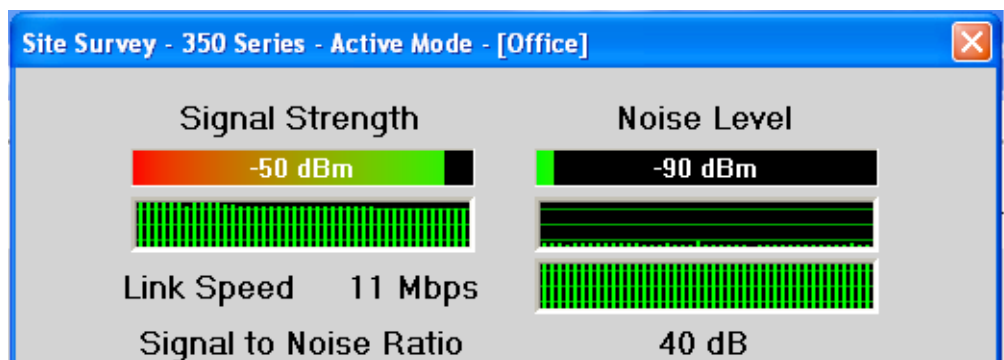 Site Survey - 350 Series - Active Mode - [Office]
Signal Strength Noise Level
-50 dBm -90 dBm
Link Speed 11 Mbps
Signal to Noise Ratio 40 dB